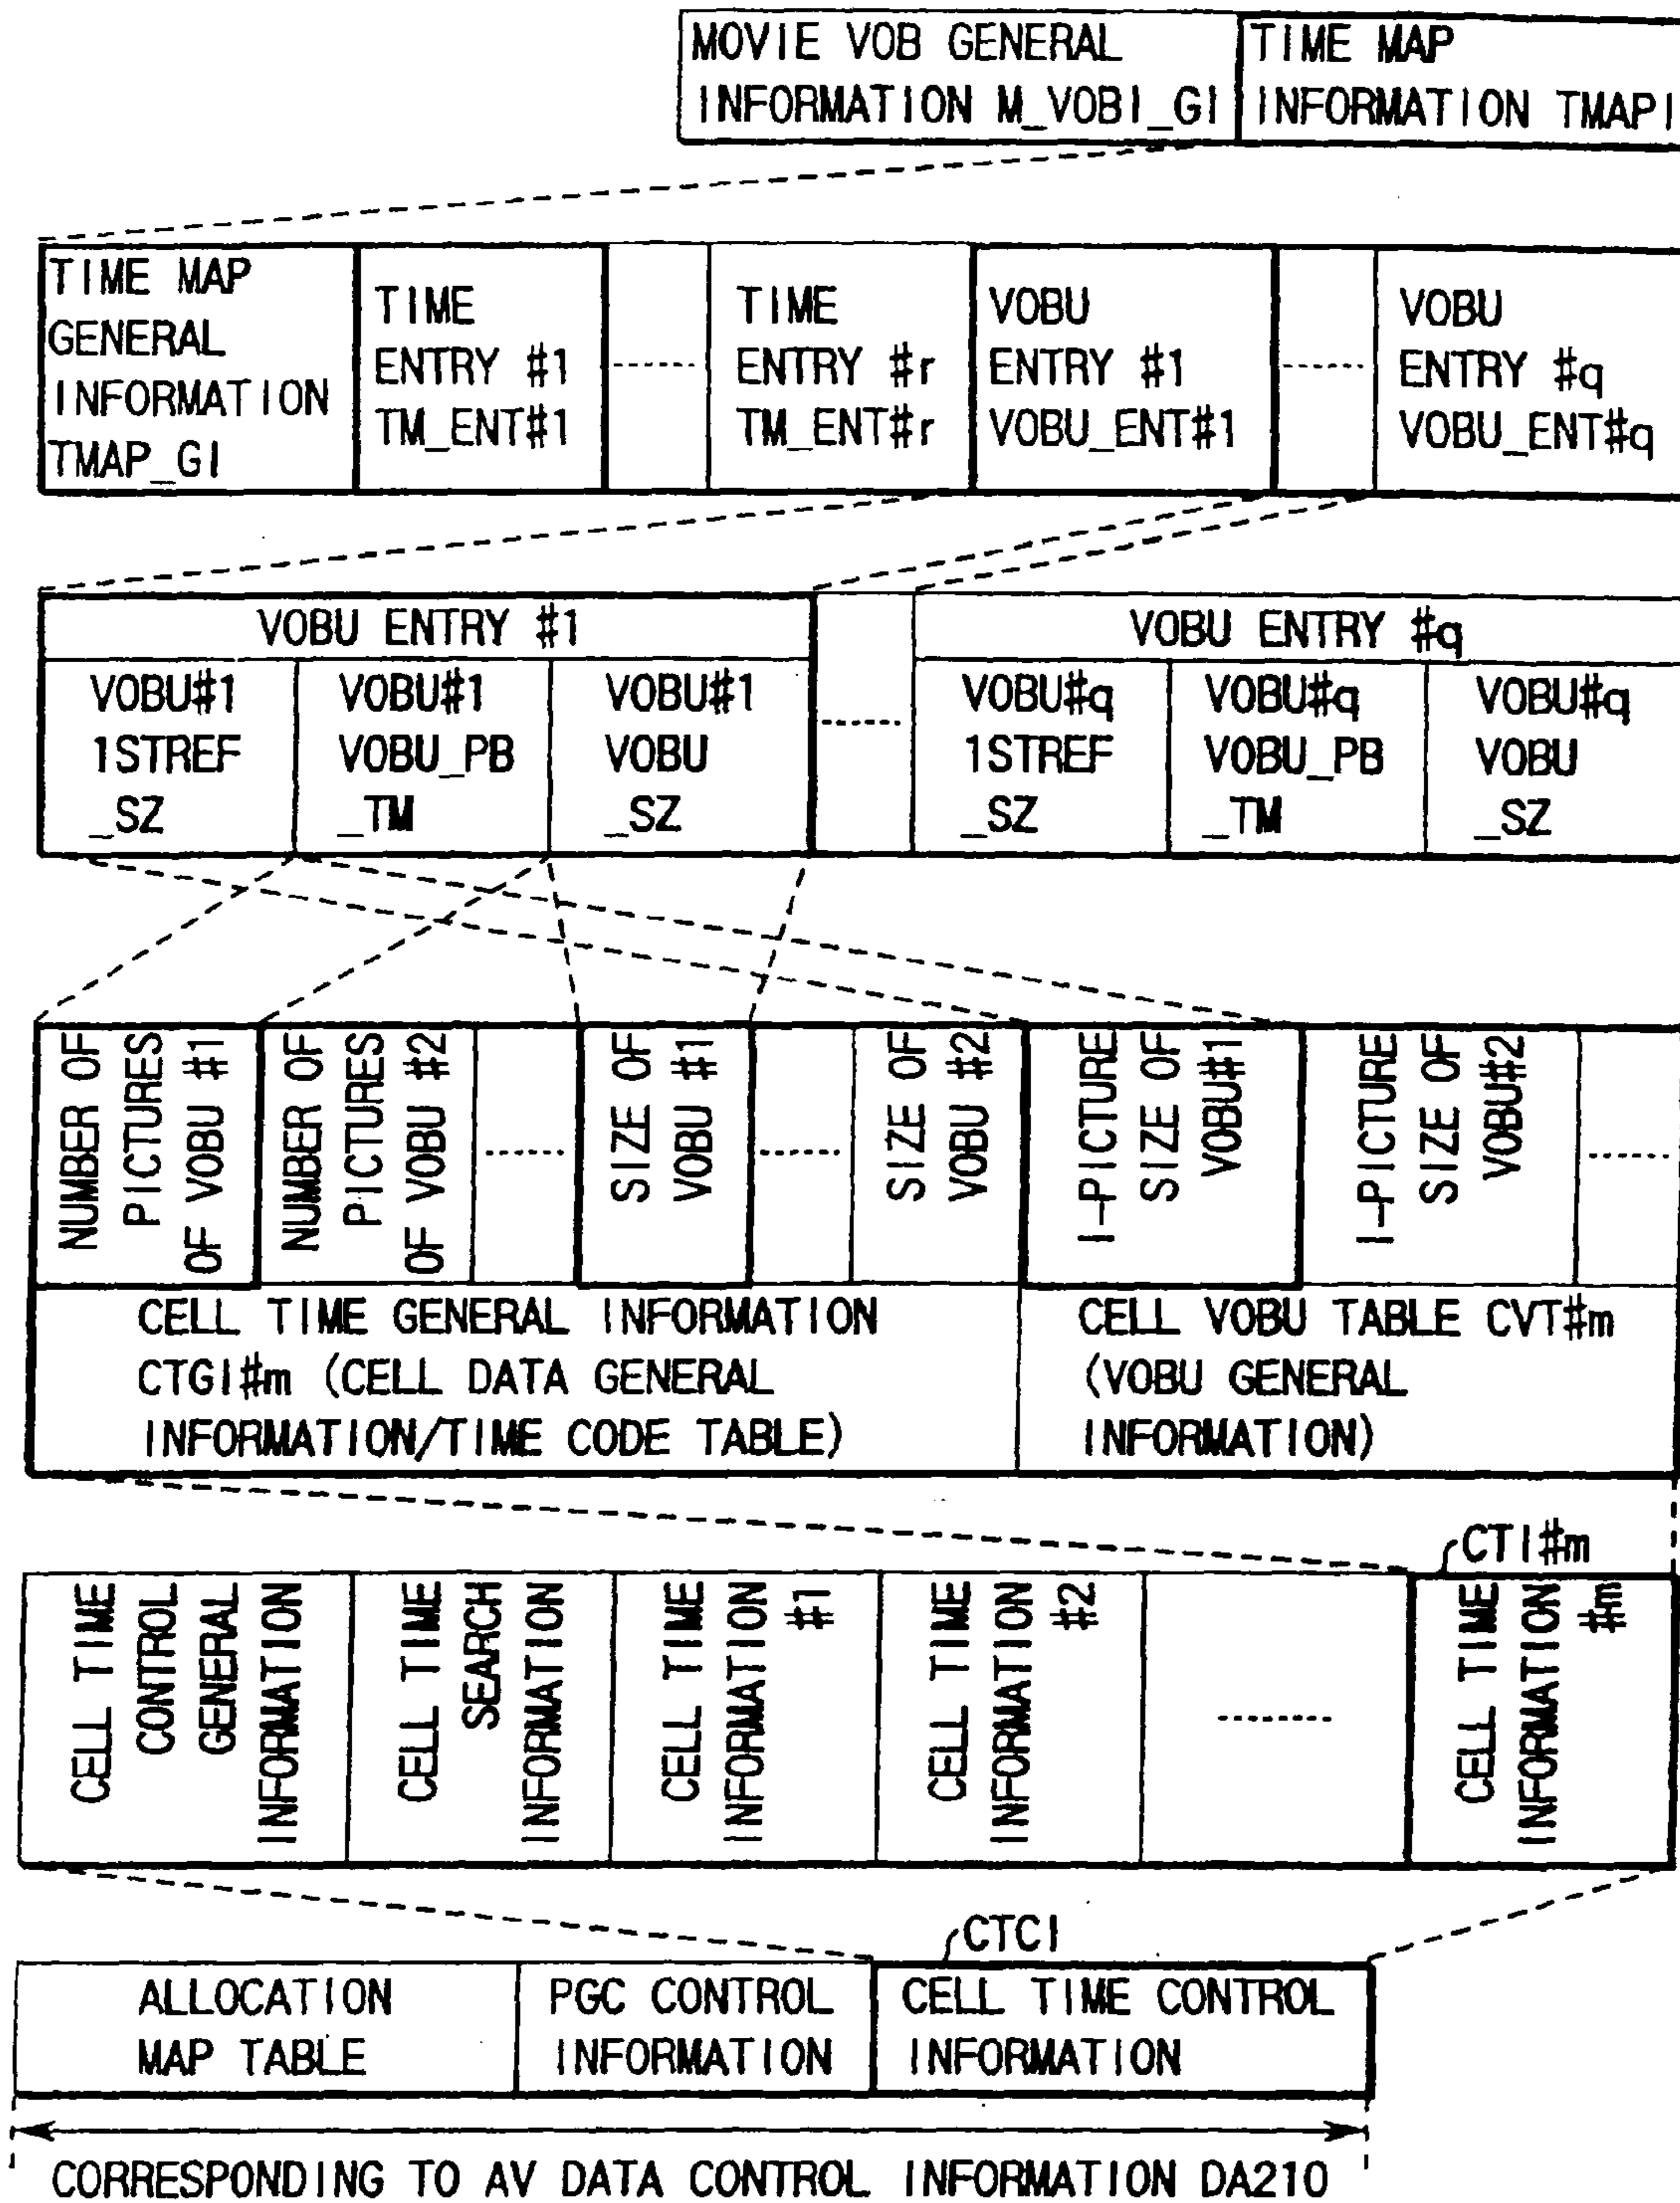 MOVIE VOB GENERAL
INFORMATION M_VOBI_GI
TIME MAP
INFORMATION TMAPI
TIME MAP
GENERAL
INFORMATION
TMAP_GI
TIME
ENTRY #1
TM_ENT#1
TIME
ENTRY #r
TM_ENT#r
VOBU
ENTRY #1
VOBU_ENT#1
VOBU
ENTRY #q
VOBU_ENT#q
VOBU ENTRY #1
VOBU#1
1STREF
_SZ
VOBU#1
VOBU_PB
_TM
VOBU#1
VOBU
_SZ
VOBU ENTRY #q
VOBU#q
1STREF
_SZ
VOBU#q
VOBU_PB
_TM
VOBU#q
VOBU
_SZ
NUMBER OF
PICTURES
OF VOBU #1
NUMBER OF
PICTURES
OF VOBU #2
SIZE OF
VOBU #1
SIZE OF
VOBU #2
I-PICTURE
SIZE OF
VOBU#1
I-PICTURE
SIZE OF
VOBU#2
CELL TIME GENERAL INFORMATION
CTGI#m (CELL DATA GENERAL
INFORMATION/TIME CODE TABLE)
CELL VOBU TABLE CVT#m
(VOBU GENERAL
INFORMATION)
CTI#m
CELL TIME
CONTROL
GENERAL
INFORMATION
CELL TIME
SEARCH
INFORMATION
CELL TIME
INFORMATION
#1
CELL TIME
INFORMATION
#2
CELL TIME
INFORMATION
#m
CTCI
ALLOCATION
MAP TABLE
PGC CONTROL
INFORMATION
CELL TIME CONTROL
INFORMATION
CORRESPONDING TO AV DATA CONTROL INFORMATION DA210